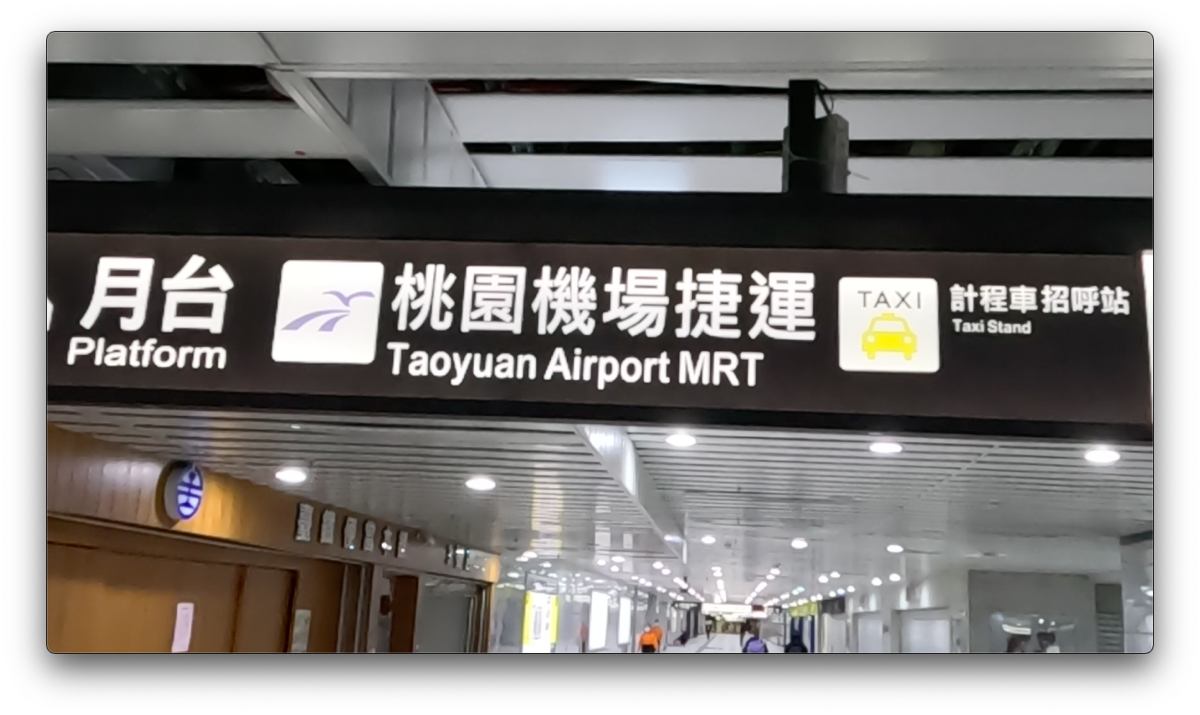 月台
Platform
桃園機場捷運
Taoyuan Airport MRT
TAXI
計程車招呼站
Taxi Stand